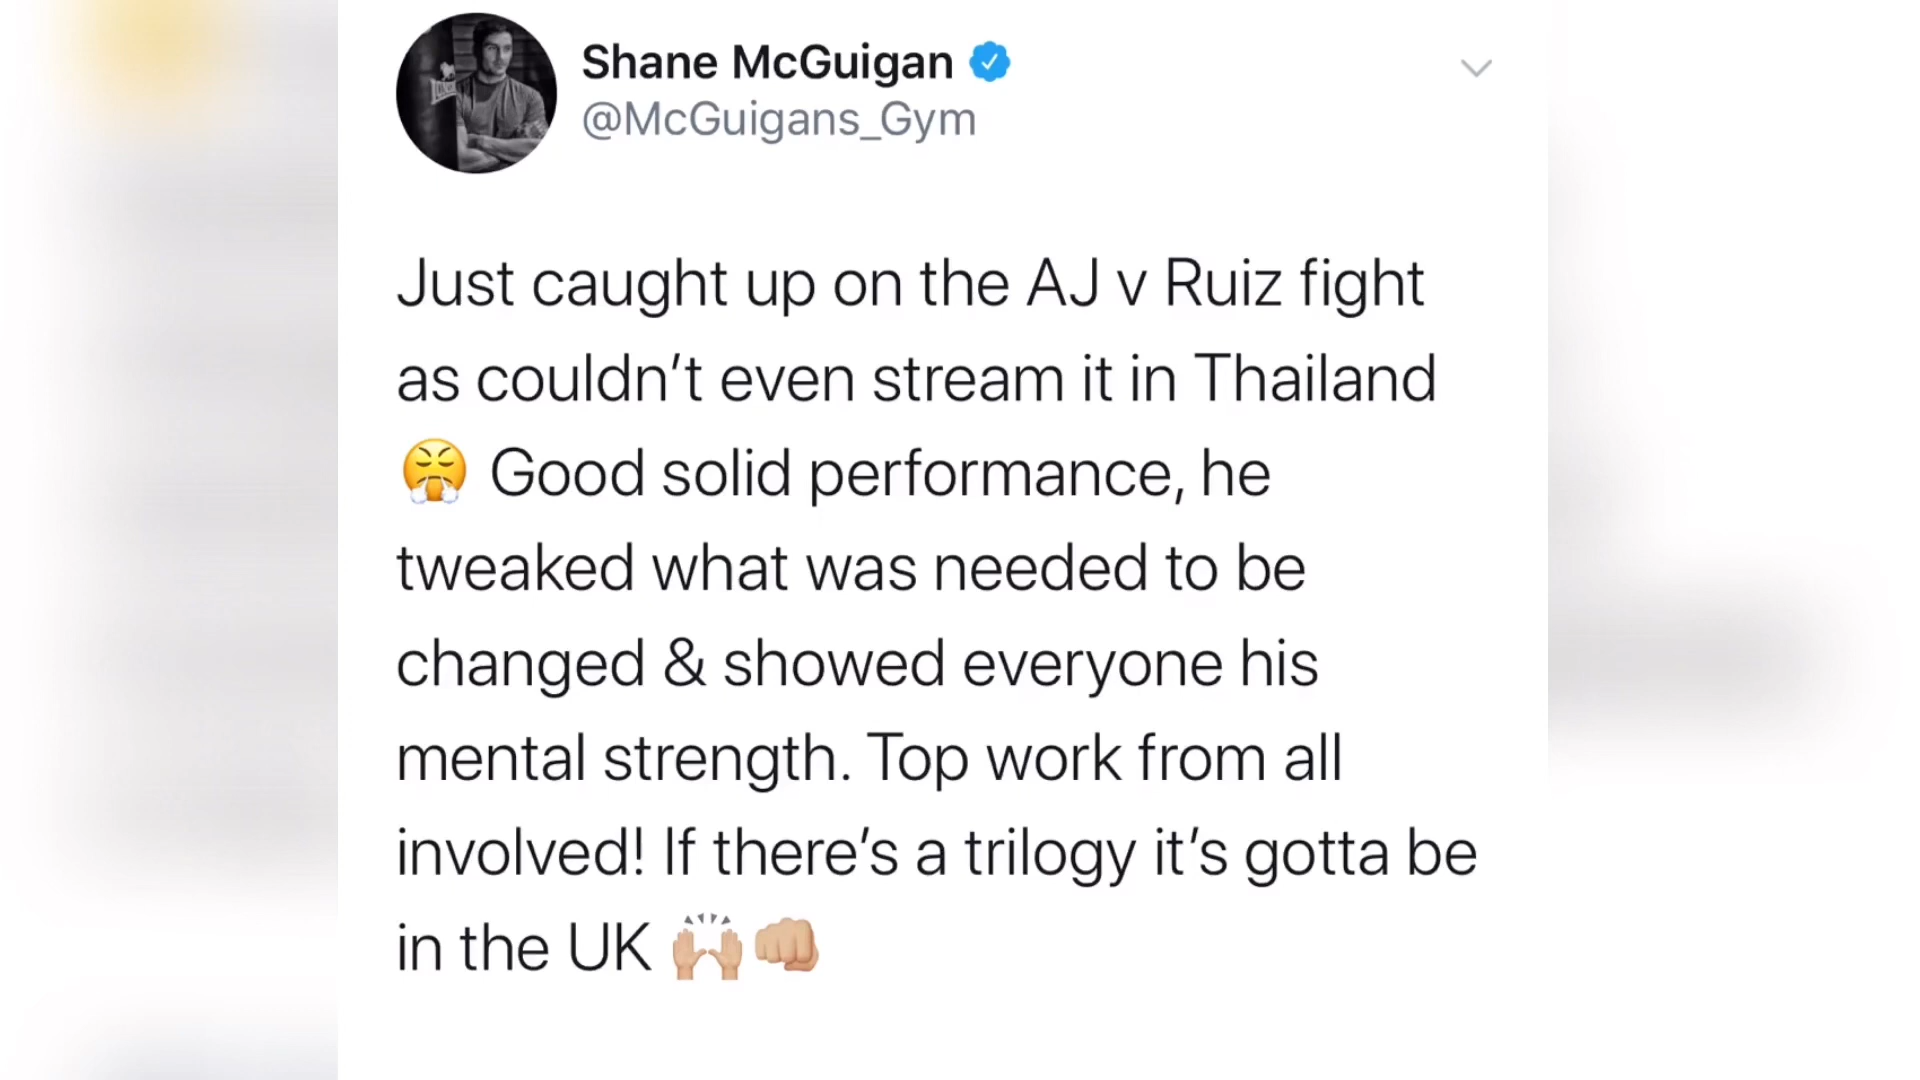 Shane McGuigan
@McGuigans_Gym
Just caught up on the AJ v Ruiz fight
as couldn’t even stream it in Thailand
😤 Good solid performance, he
tweaked what was needed to be
changed & showed everyone his
mental strength. Top work from all
involved! If there’s a trilogy it’s gotta be
in the UK 🙌🏼👊🏼